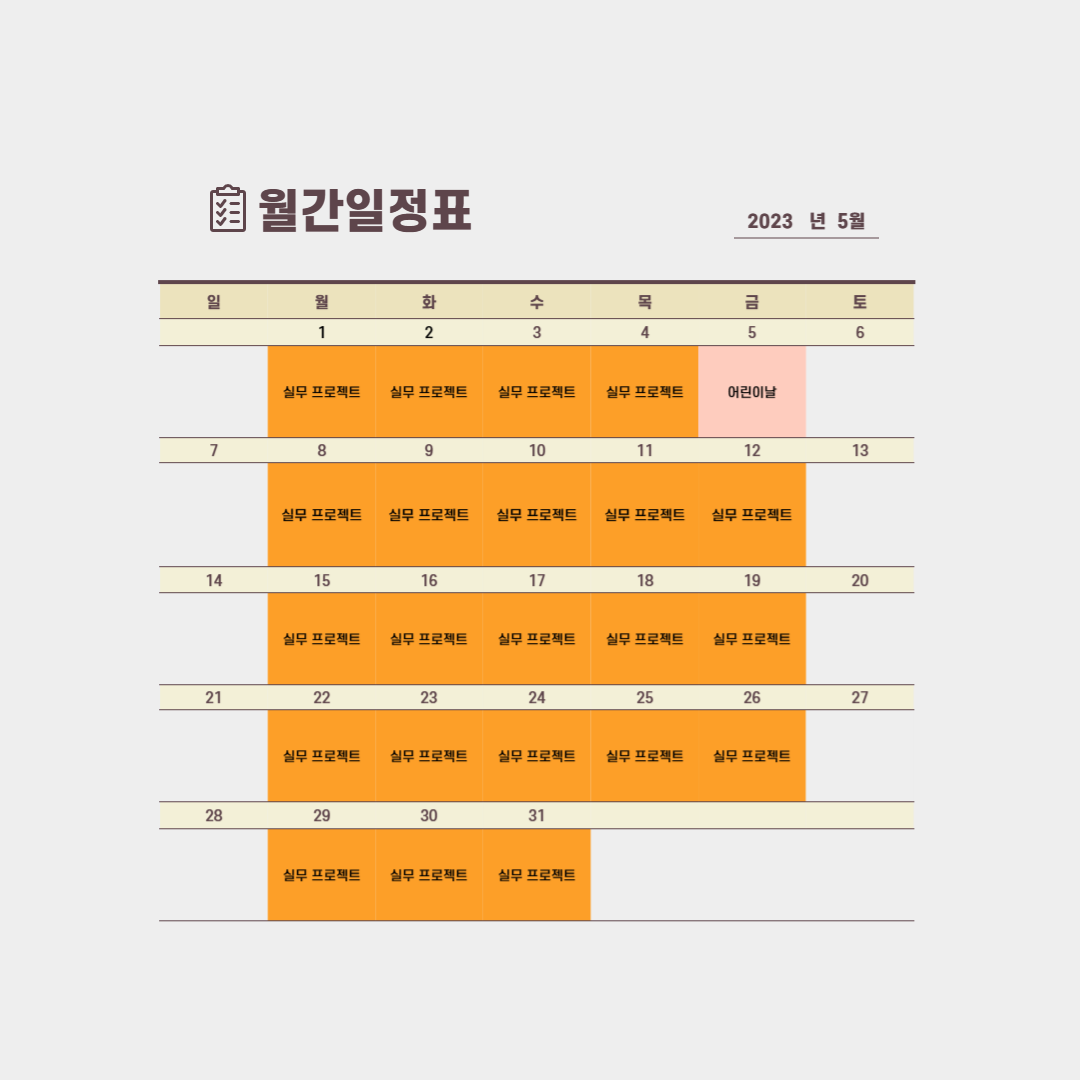 월간일정표
2023 년 5월
일 월 화 수 목 금 토
1 2 3 4 5 6
실무 프로젝트 실무 프로젝트 실무 프로젝트 실무 프로젝트 어린이날
7 8 9 10 11 12 13
실무 프로젝트 실무 프로젝트 실무 프로젝트 실무 프로젝트 실무 프로젝트
14 15 16 17 18 19 20
실무 프로젝트 실무 프로젝트 실무 프로젝트 실무 프로젝트 실무 프로젝트
21 22 23 24 25 26 27
실무 프로젝트 실무 프로젝트 실무 프로젝트 실무 프로젝트 실무 프로젝트
28 29 30 31
실무 프로젝트 실무 프로젝트 실무 프로젝트